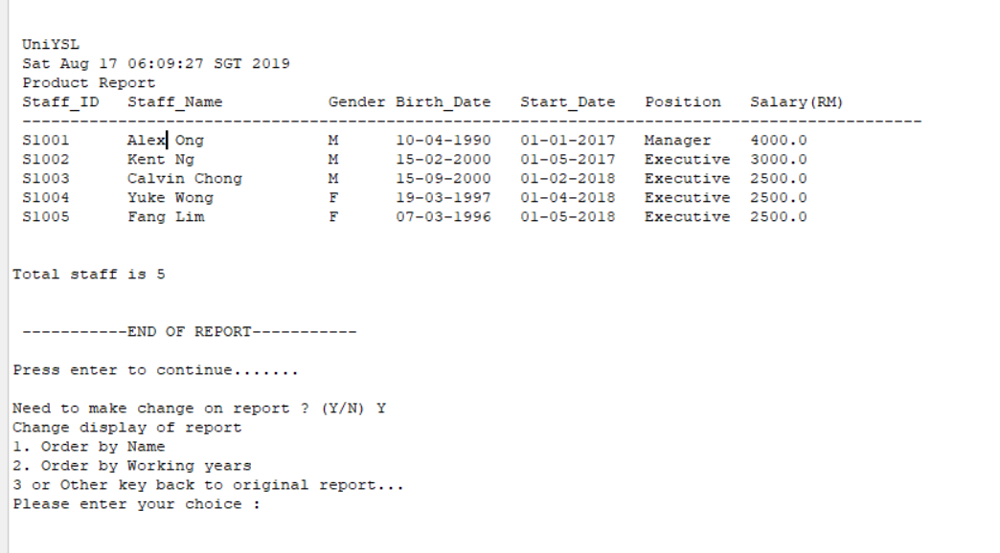 UniYSL
Sat Aug 17 06:09:27 SGT 2019
Product Report
Staff_ID   Staff_Name           Gender Birth_Date   Start_Date   Position   Salary(RM)
----------------------------------------------------------------------------------------------
S1001      Alex Ong             M      10-04-1990   01-01-2017   Manager    4000.0
S1002      Kent Ng              M      15-02-2000   01-05-2017   Executive  3000.0
S1003      Calvin Chong         M      15-09-2000   01-02-2018   Executive  2500.0
S1004      Yuke Wong            F      19-03-1997   01-04-2018   Executive  2500.0
S1005      Fang Lim             F      07-03-1996   01-05-2018   Executive  2500.0
Total staff is 5
-----------END OF REPORT-----------
Press enter to continue.......
Need to make change on report ? (Y/N) Y
Change display of report
1. Order by Name
2. Order by Working years
3 or Other key back to original report...
Please enter your choice :